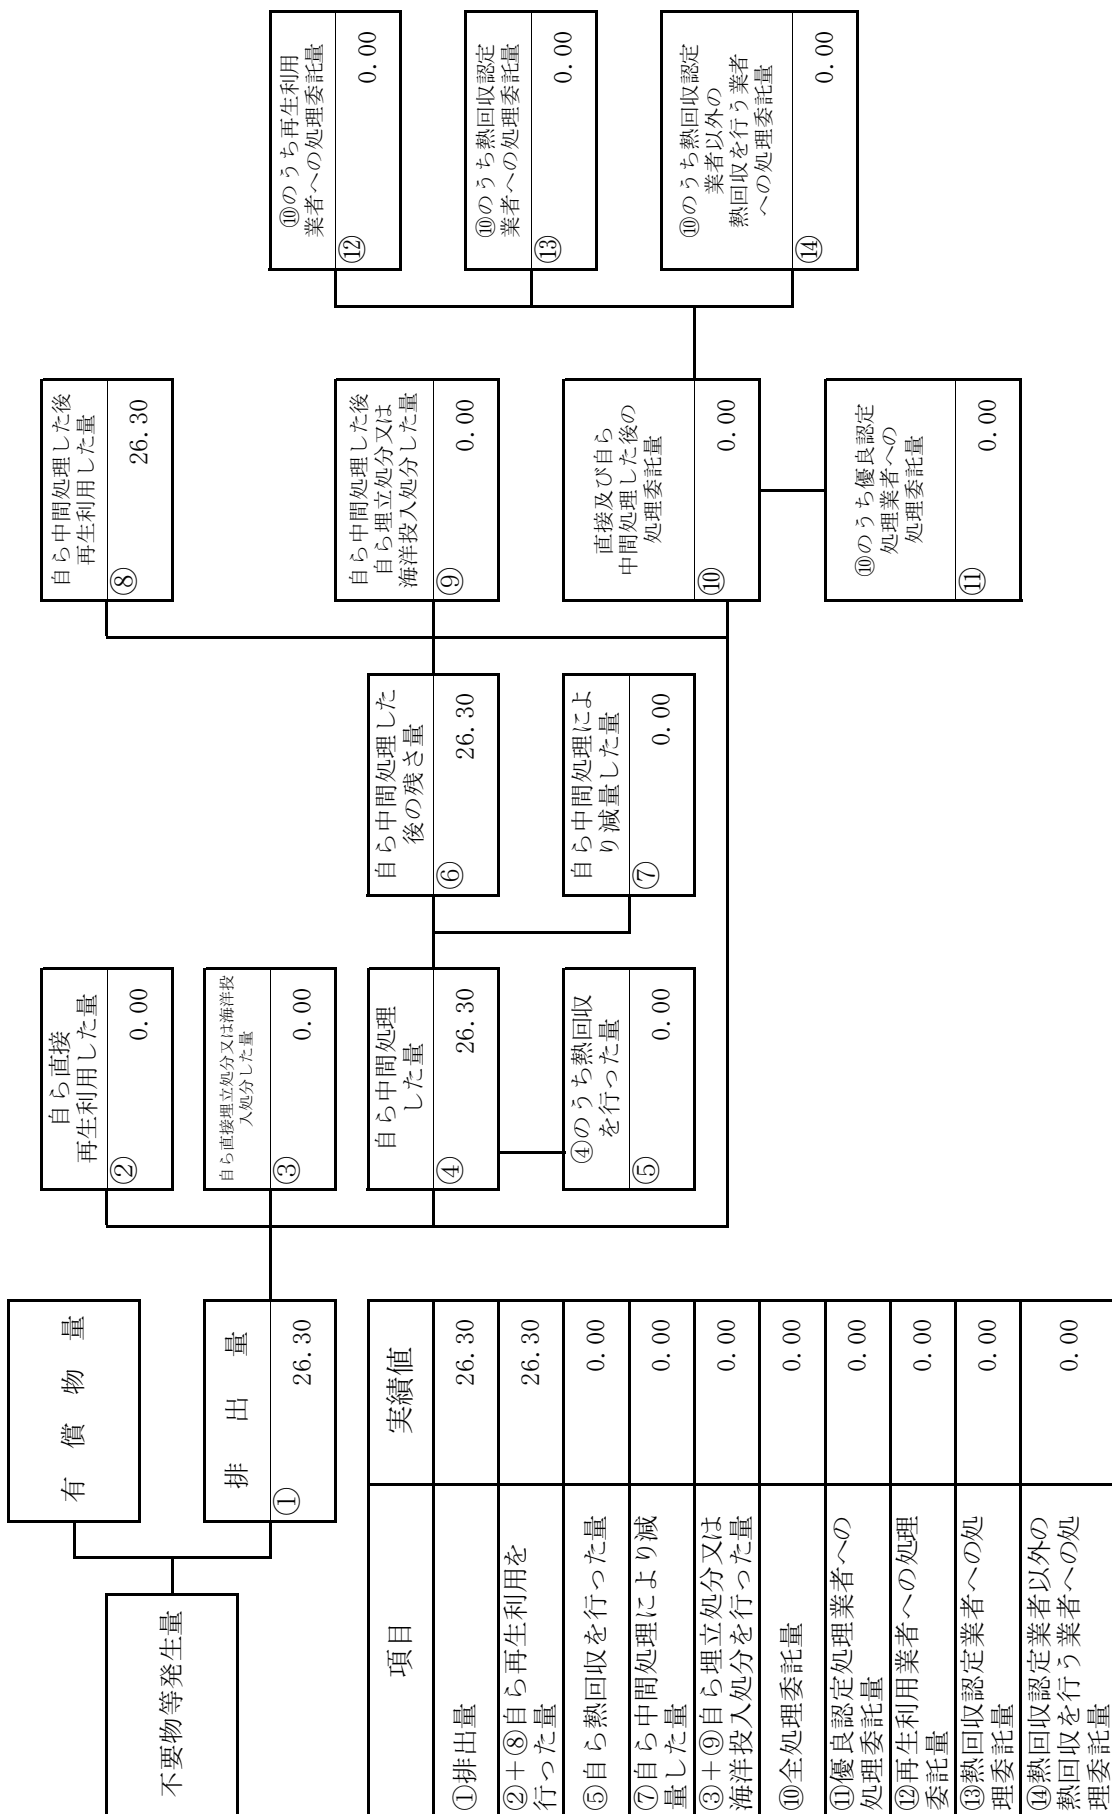 不要物等発生量
有償物量
排出量
①
26.30
自ら直接
再生利用した量
②
0.00
自ら直接埋立処分又は海洋投
入処分した量
③
0.00
自ら中間処理
した量
④
26.30
④のうち熱回収
を行った量
⑤
0.00
自ら中間処理した
後の残さ量
⑥
26.30
自ら中間処理によ
り減量した量
⑦
0.00
自ら中間処理した後
再生利用した量
⑧
26.30
自ら中間処理した後
自ら埋立処分又は
海洋投入処分した量
⑨
0.00
直接及び自ら
中間処理した後の
処理委託量
⑩
0.00
⑩のうち優良認定
処理業者への
処理委託量
⑪
0.00
⑩のうち再生利用
業者への処理委託量
⑫
0.00
⑩のうち熱回収認定
業者への処理委託量
⑬
0.00
⑩のうち熱回収認定
業者以外の
熱回収を行う業者
への処理委託量
⑭
0.00
項目
実績値
①排出量
26.30
②+⑧自ら再生利用を
行った量
26.30
⑤自ら熱回収を行った量
0.00
⑦自ら中間処理により減
量した量
0.00
③+⑨自ら埋立処分又は
海洋投入処分を行った量
0.00
⑩全処理委託量
0.00
⑪優良認定処理業者への
処理委託量
0.00
⑫再生利用業者への処理
委託量
0.00
⑬熱回収認定業者への処
理委託量
0.00
⑭熱回収認定業者以外の
熱回収を行う業者への処
理委託量
0.00